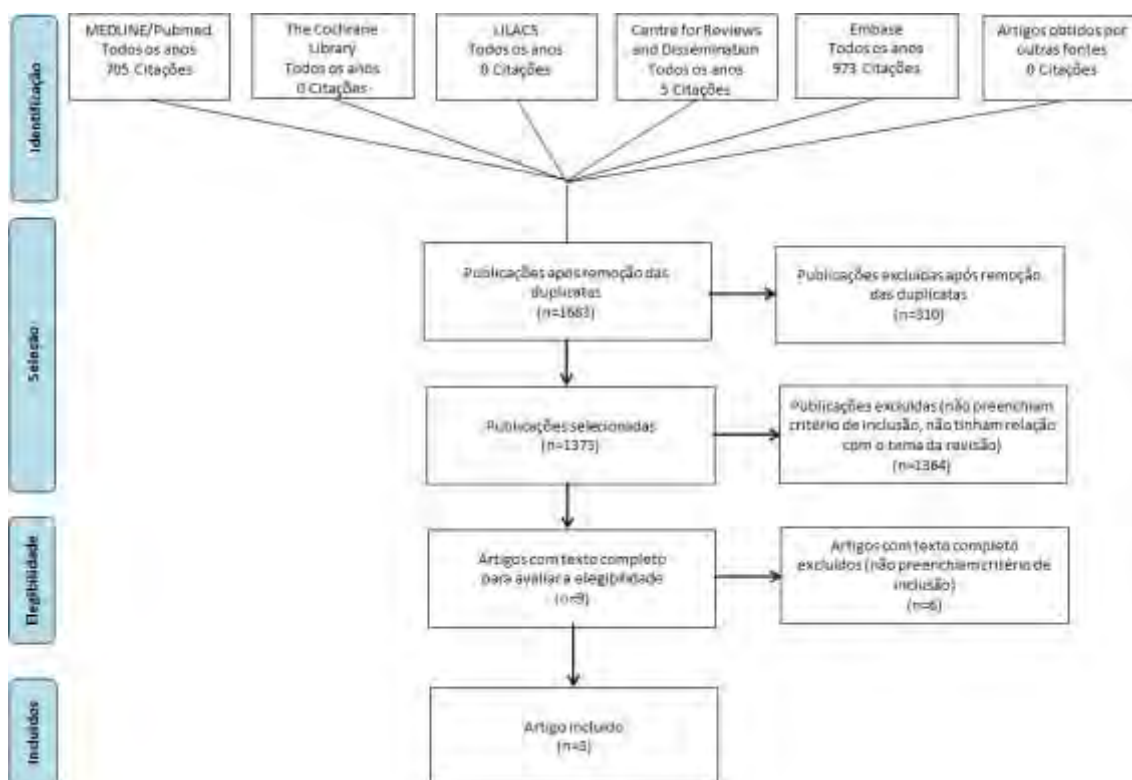 Identificação
MEDLINE/Pubmed
Todos os anos
705 Citações
The Cochrane
Library
Todos os anos
0 Citações
LILACS
Todos os anos
0 Citações
Centre for Reviews
and Dissémination
Todos os anos
5 Citações
Embase
Todos os anos
973 Citações
Artigos obtidos por
outras fontes
0 Citações
Seleção
Publicações após remoção das
duplicatas
(n=1683)
Publicações excluídas após remoção
das duplicatas
(n=310)
Publicações selecionadas
(n=1373)
Publicações excluídas (não preenchiam
critério de inclusão, não tinham relação
com o tema da revisão)
(n=1364)
Elegibilidade
Artigos com texto completo
para avaliar a elegibilidade
(n=9)
Artigos com texto completo
excluídos (não preenchiam critério de
inclusão)
(n=6)
Incluídos
Artigo incluído
(n=3)